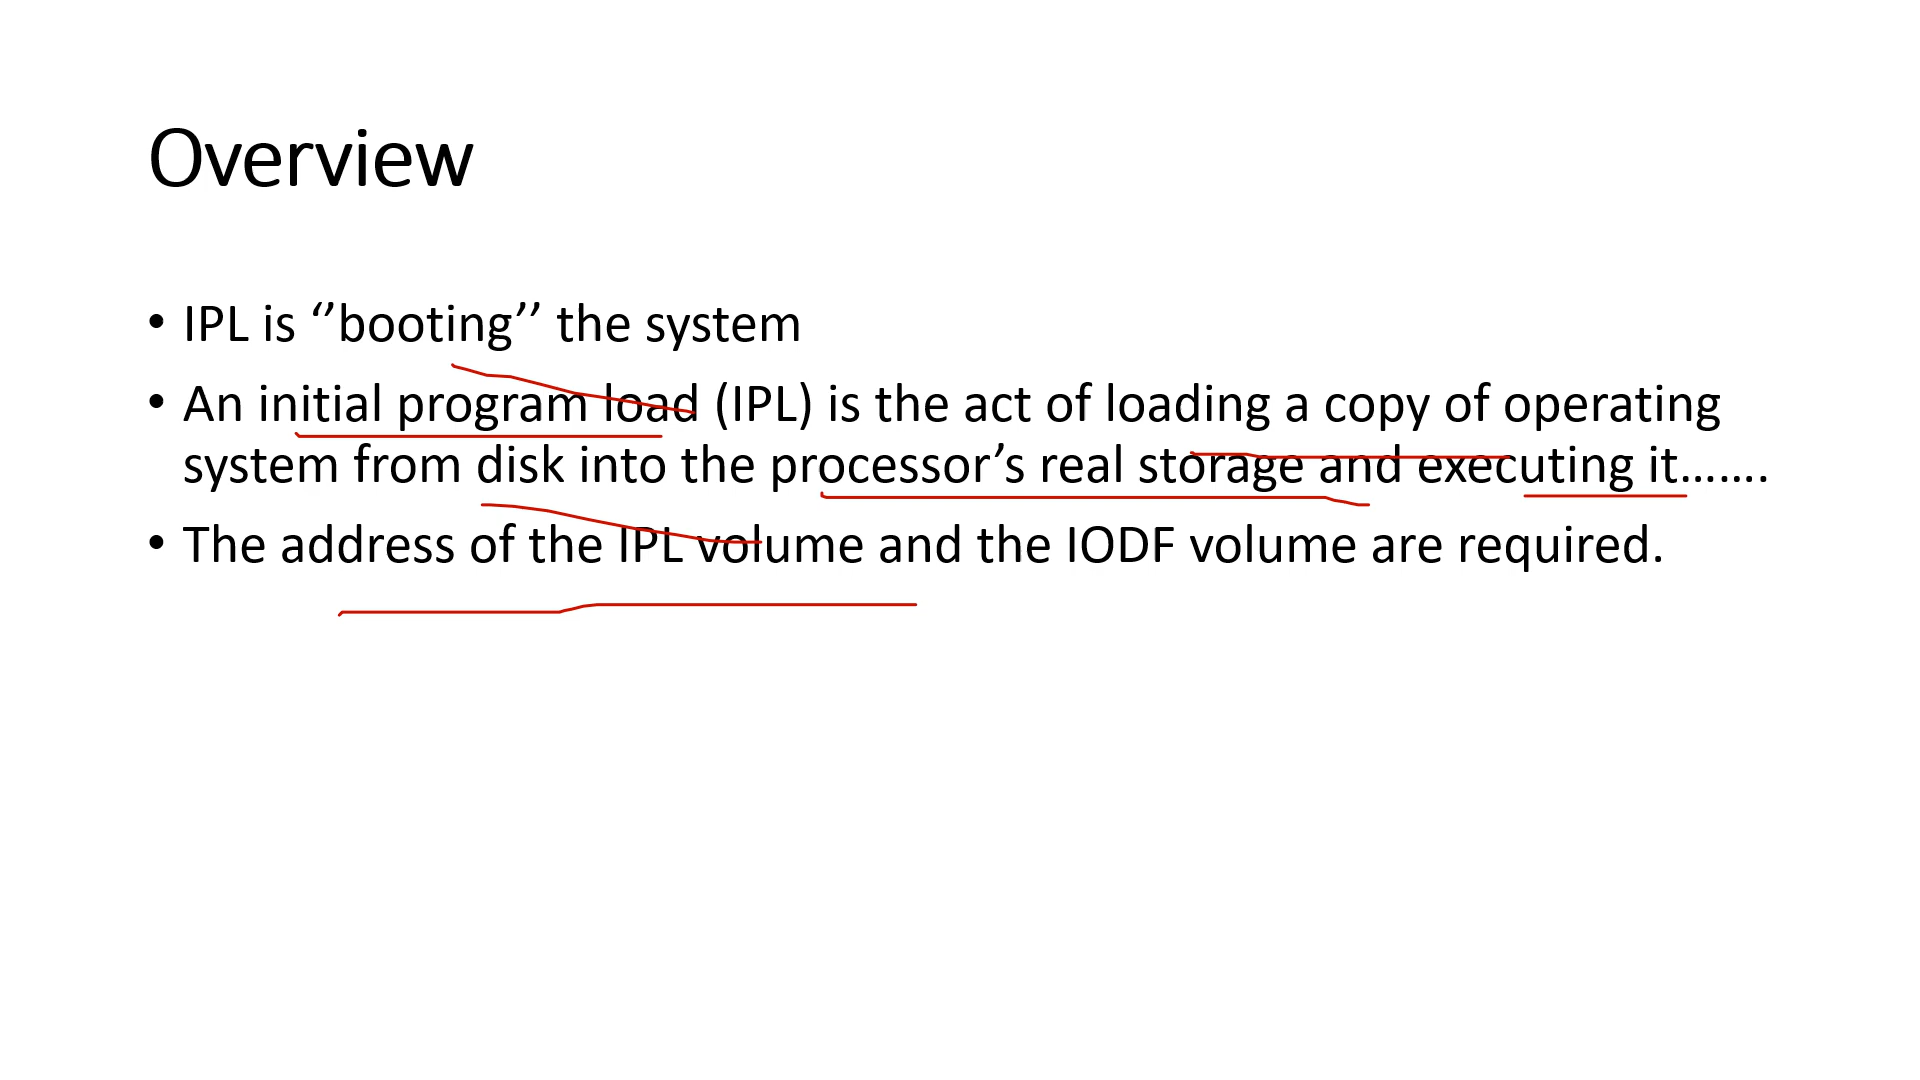 Overview
• IPL is ‘’booting’’ the system
• An initial program load (IPL) is the act of loading a copy of operating
system from disk into the processor’s real storage and executing it…….
• The address of the IPL volume and the IODF volume are required.